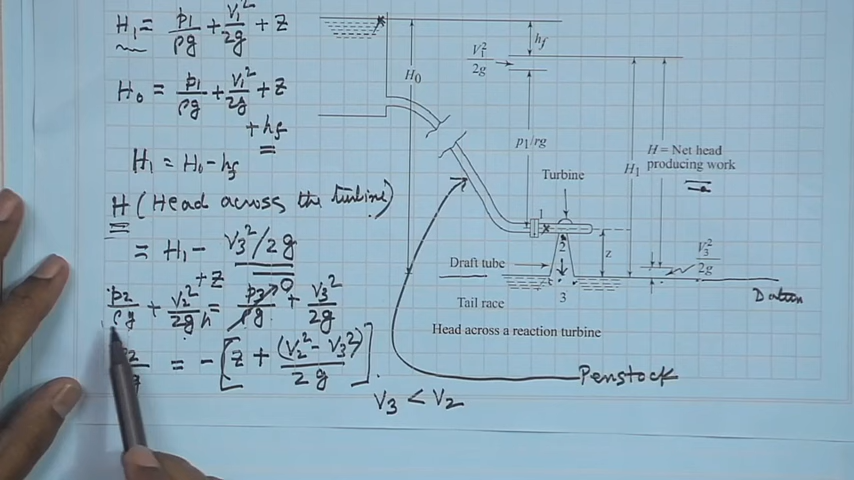 H₁ = p₁/ρg + V₁²/2g + z
H₀ = p₁/ρg + V₁²/2g + z
+ hf
H₁ = H₀ - hf
H (Head across the turbine)
= H₁ - V₃²/2g
p₂/ρg + V₂²/2g + z = p₃/ρg 0 + V₃²/2g
= - [z + (V₂² - V₃²)/2g].
V₃ < V₂
hf
V₁²/2g
H₀
p₁/rg
H = Net head
producing work
H₁
Turbine
1
2
z
V₃²/2g
Draft tube
3
Datum
Tail race
Head across a reaction turbine
Penstock